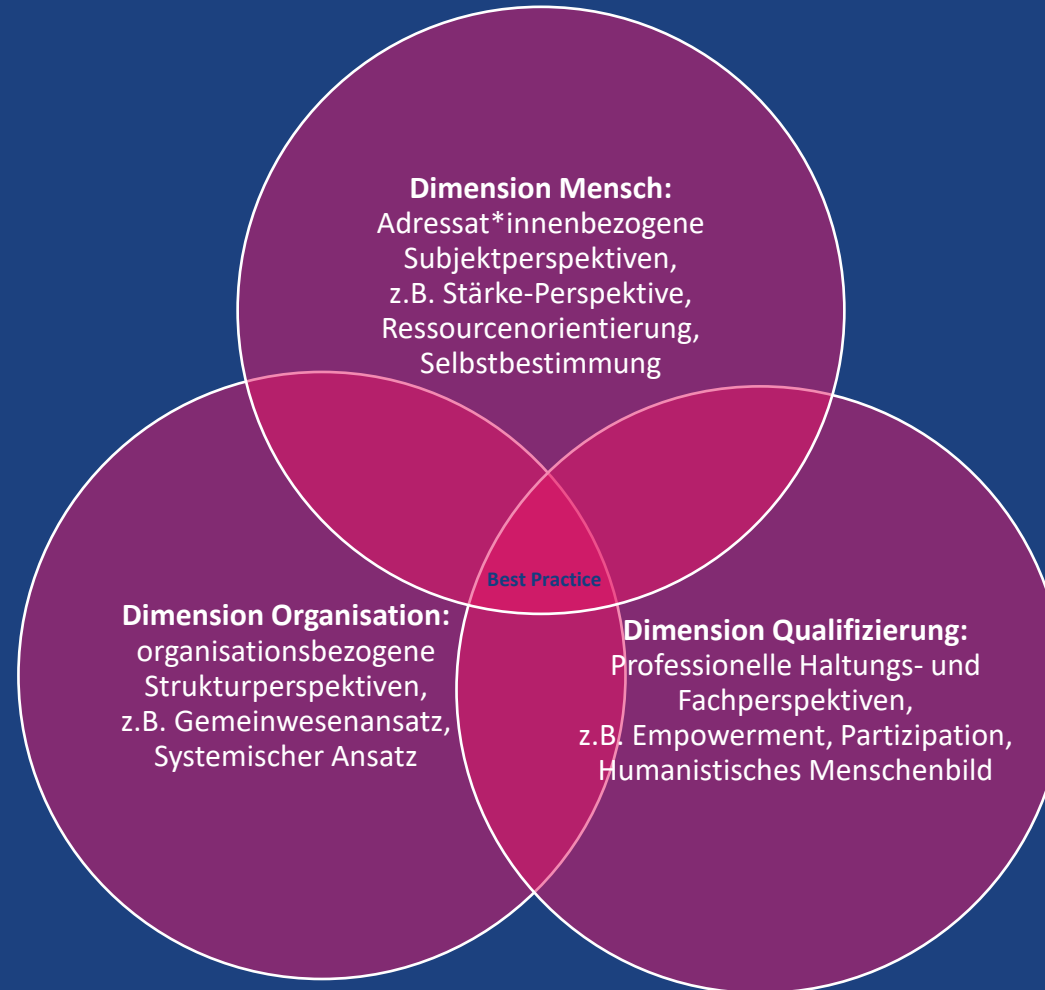 Dimension Mensch:
Adressat*innenbezogene
Subjektperspektiven,
z.B. Stärke-Perspektive,
Ressourcenorientierung,
Selbstbestimmung
Best Practice
Dimension Organisation:
organisationsbezogene
Strukturperspektiven,
z.B. Gemeinwesenansatz,
Systemischer Ansatz
Dimension Qualifizierung:
Professionelle Haltungs- und
Fachperspektiven,
z.B. Empowerment, Partizipation,
Humanistisches Menschenbild